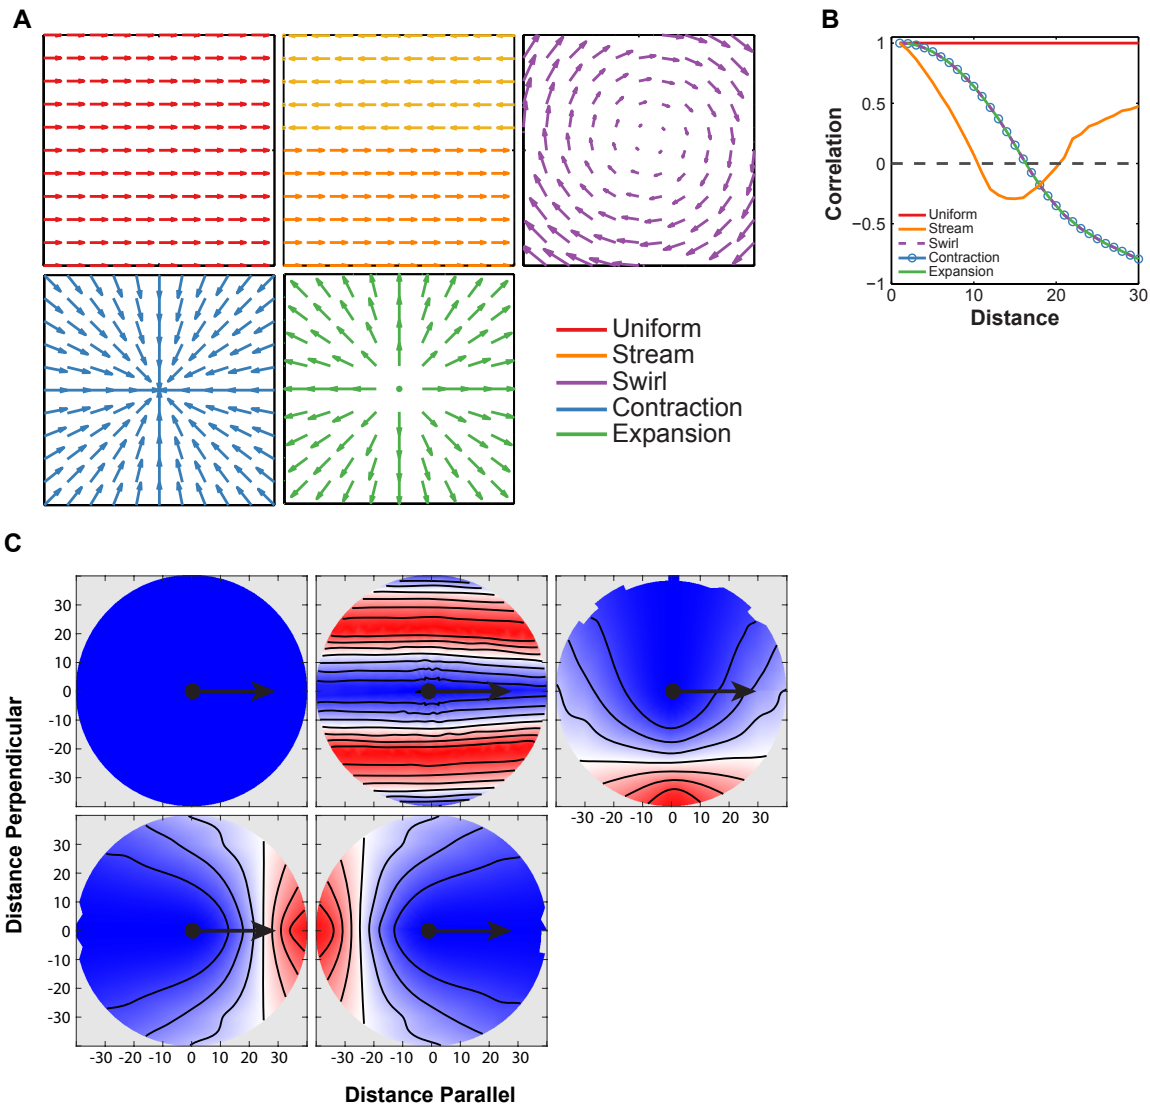 A
B
1
0.5
0
−0.5
−1
Correlation
Uniform
Stream
Swirl
Contraction
Expansion
0
10
20
30
Distance
Uniform
Stream
Swirl
Contraction
Expansion
C
Distance Perpendicular
30
20
10
0
-10
-20
-30
-30 -20 -10 0 10 20 30
30
20
10
0
-10
-20
-30
-30 -20 -10 0 10 20 30
-30 -20 -10 0 10 20 30
Distance Parallel